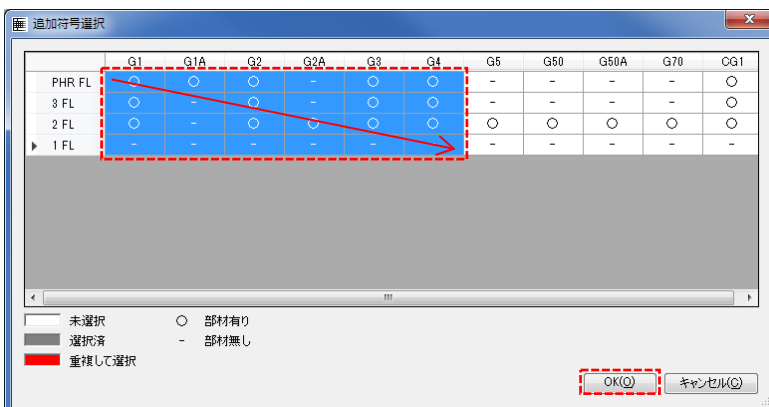 追加符号選択
G1 G1A G2 G2A G3 G4 G5 G50 G50A G70 CG1
PHR FL ○ ○ ○ - ○ ○ - - - - ○
3 FL ○ - ○ - ○ ○ - - - - ○
2 FL ○ - ○ ○ ○ ○ ○ ○ ○ ○ ○
1 FL - - - - - - - - - - -
未選択 ○ 部材有り
選択済 - 部材無し
重複して選択
OK(O) キャンセル(C)